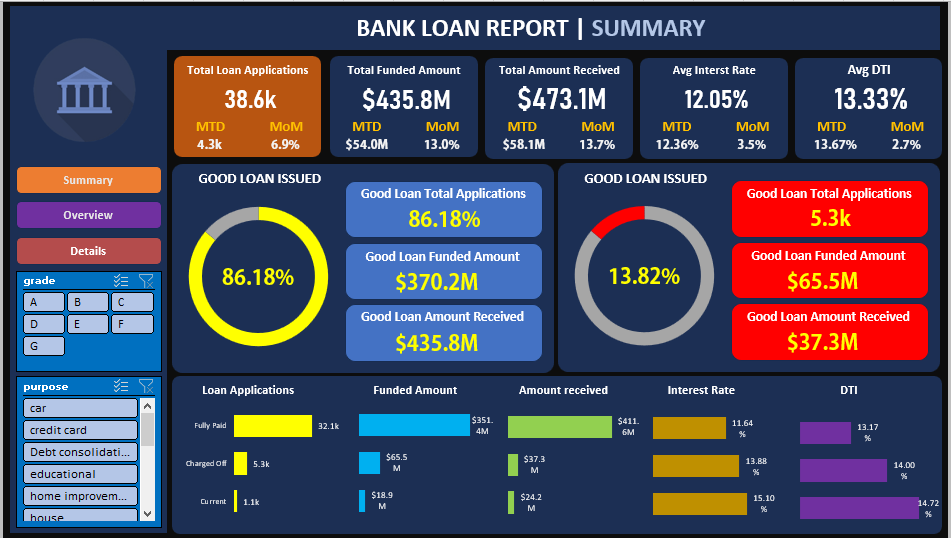 BANK LOAN REPORT | SUMMARY
Total Loan Applications
38.6k
MTD MoM
4.3k 6.9%
Total Funded Amount
$435.8M
MTD MoM
$54.0M 13.0%
Total Amount Received
$473.1M
MTD MoM
$58.1M 13.7%
Avg Interst Rate
12.05%
MTD MoM
12.36% 3.5%
Avg DTI
13.33%
MTD MoM
13.67% 2.7%
Summary
Overview
Details
grade
A B C
D E F
G
purpose
car
credit card
Debt consolidati...
educational
home improvem...
house
GOOD LOAN ISSUED
86.18%
Good Loan Total Applications
86.18%
Good Loan Funded Amount
$370.2M
Good Loan Amount Received
$435.8M
GOOD LOAN ISSUED
13.82%
Good Loan Total Applications
5.3k
Good Loan Funded Amount
$65.5M
Good Loan Amount Received
$37.3M
Loan Applications
Fully Paid 32.1k
Charged Off 5.3k
Current 1.1k
Funded Amount
$351.
4M
$65.5
M
$18.9
M
Amount received
$411.
6M
$37.3
M
$24.2
M
Interest Rate
11.64
%
13.88
%
15.10
%
DTI
13.17
%
14.00
%
14.72
%